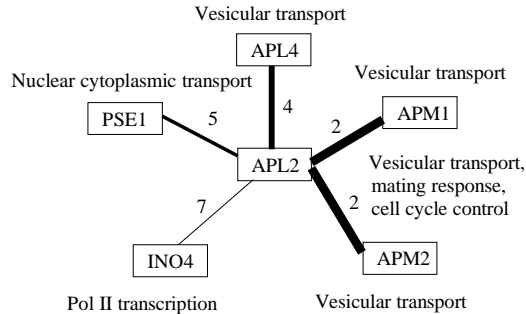 Vesicular transport
APL4
Nuclear cytoplasmic transport
Vesicular transport
PSE1
5
4
2
APM1
APL2
Vesicular transport,
mating response,
cell cycle control
7
2
INO4
APM2
Pol II transcription
Vesicular transport